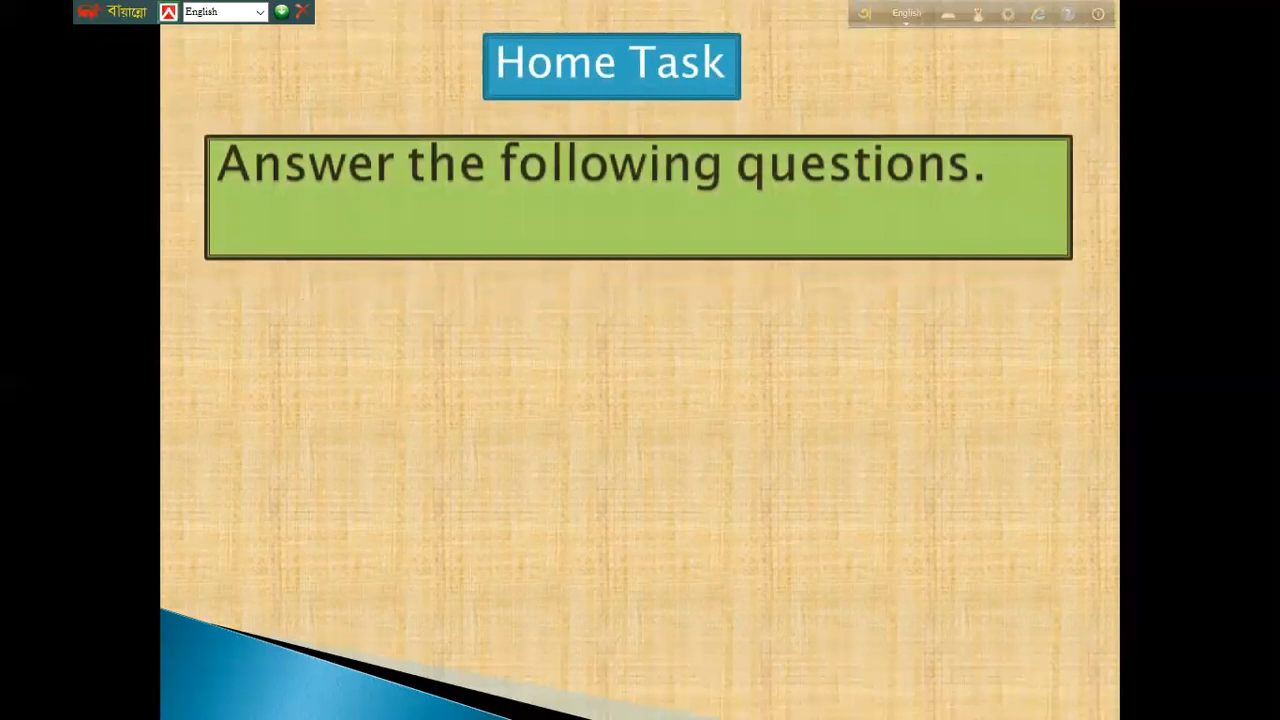 বায়ান্নো
English
অ
English
Home Task
Answer the following questions.